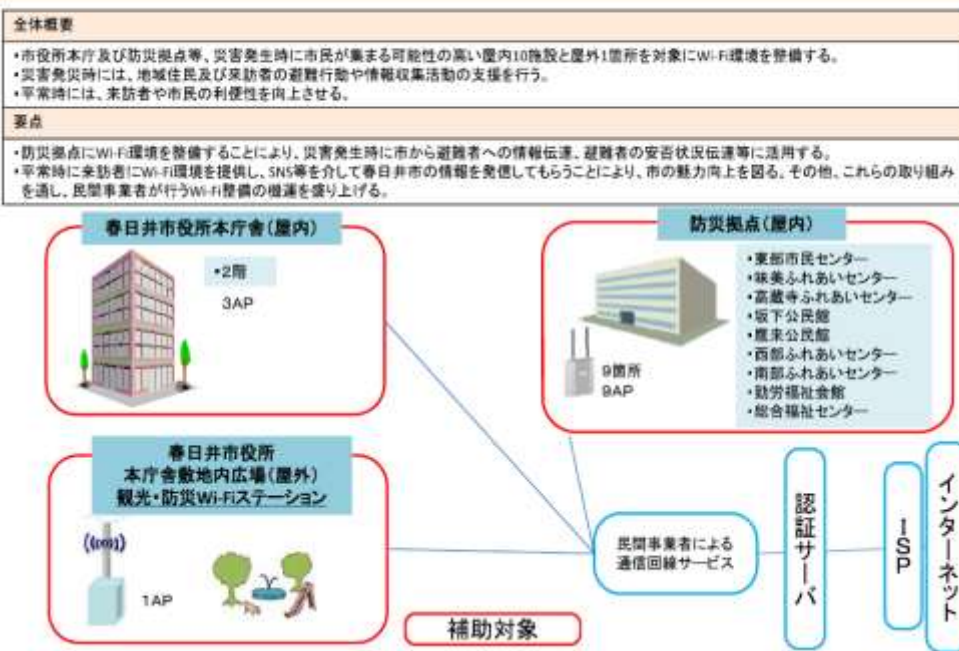 全体概要
・市役所本庁及び防災拠点等、災害発生時に市民が集まる可能性の高い屋内10施設と屋外1箇所を対象にWi-Fi環境を整備する。
・災害発災時には、地域住民及び来訪者の避難行動や情報収集活動の支援を行う。
・平常時には、来訪者や市民の利便性を向上させる。
要点
・防災拠点にWi-Fi環境を整備することにより、災害発生時に市から避難者への情報伝達、避難者の安否状況伝達等に活用する。
・平常時に来訪者にWi-Fi環境を提供し、SNS等を介して春日井市の情報を発信してもらうことにより、市の魅力向上を図る。その他、これらの取り組み
を通し、民間事業者が行うWi-Fi整備の機運を盛り上げる。
春日井市役所本庁舎(屋内)
・2階
3AP
防災拠点(屋内)
・東部市民センター
・味美ふれあいセンター
・高蔵寺ふれあいセンター
・坂下公民館
・鷹来公民館
・西部ふれあいセンター
・南部ふれあいセンター
・勤労福祉会館
・総合福祉センター
9箇所
9AP
春日井市役所
本庁舎敷地内広場(屋外)
観光・防災Wi-Fiステーション
1AP
民間事業者による
通信回線サービス
認証サーバ
ISP
インターネット
補助対象